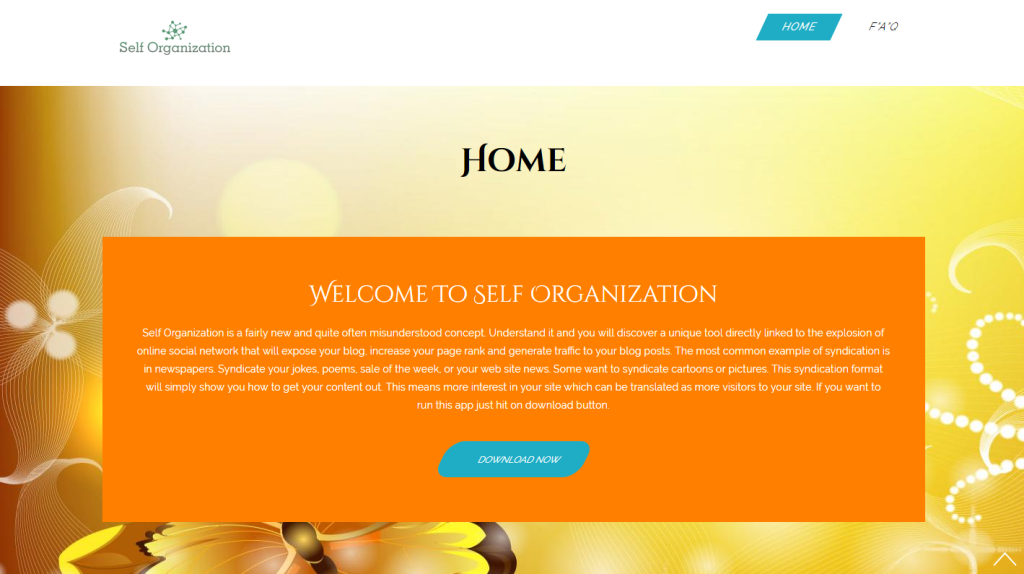 Self Organization
HOME
F"A"Q
Home
Welcome To Self Organization
Self Organization is a fairly new and quite often misunderstood concept. Understand it and you will discover a unique tool directly linked to the explosion of
online social network that will expose your blog, increase your page rank and generate traffic to your blog posts. The most common example of syndication is
in newspapers. Syndicate your jokes, poems, sale of the week, or your web site news. Some want to syndicate cartoons or pictures. This syndication format
will simply show you how to get your content out. This means more interest in your site which can be translated as more visitors to your site. If you want to
run this app just hit on download button.
DOWNLOAD NOW